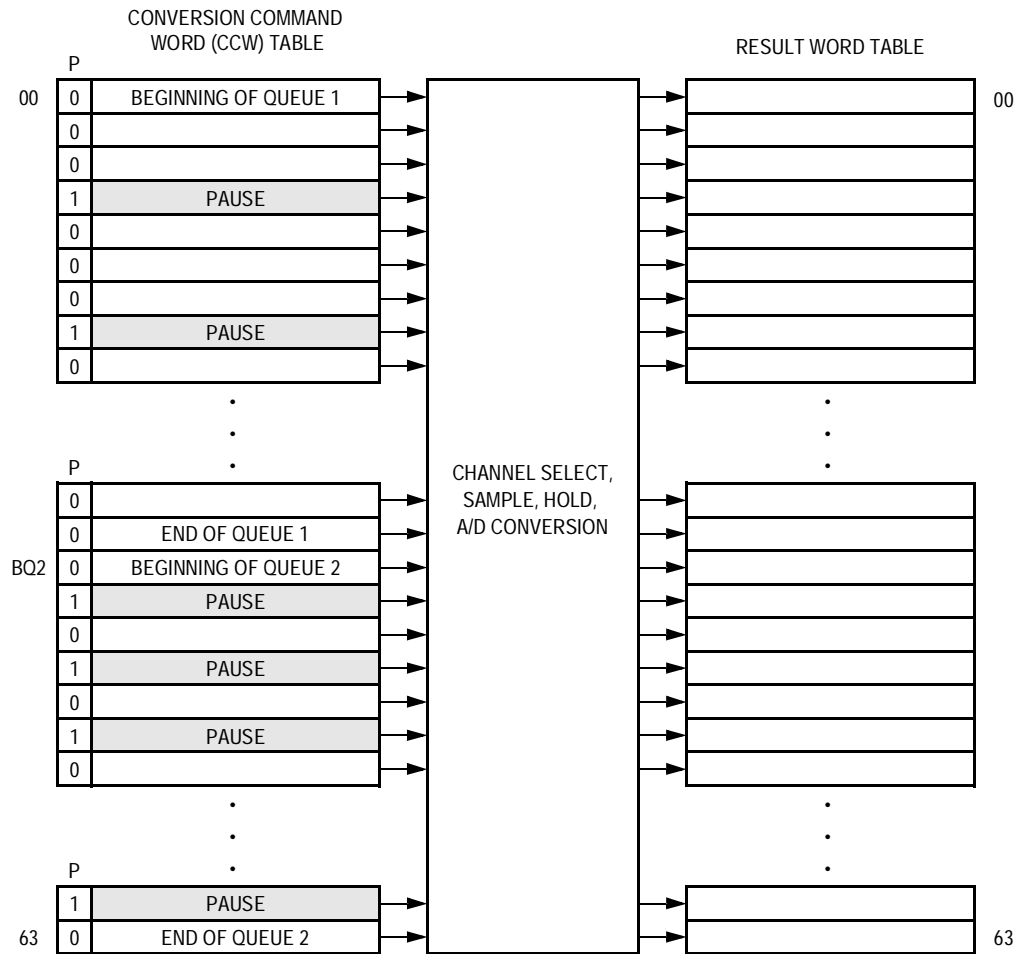 CONVERSION COMMAND
WORD (CCW) TABLE
RESULT WORD TABLE
P
00 0 BEGINNING OF QUEUE 1 00
0
0
1 PAUSE
0
0
0
1 PAUSE
0
P
CHANNEL SELECT,
SAMPLE, HOLD,
A/D CONVERSION
0
0 END OF QUEUE 1
BQ2 0 BEGINNING OF QUEUE 2
1 PAUSE
0
1 PAUSE
0
1 PAUSE
0
P
1 PAUSE
63 0 END OF QUEUE 2 63